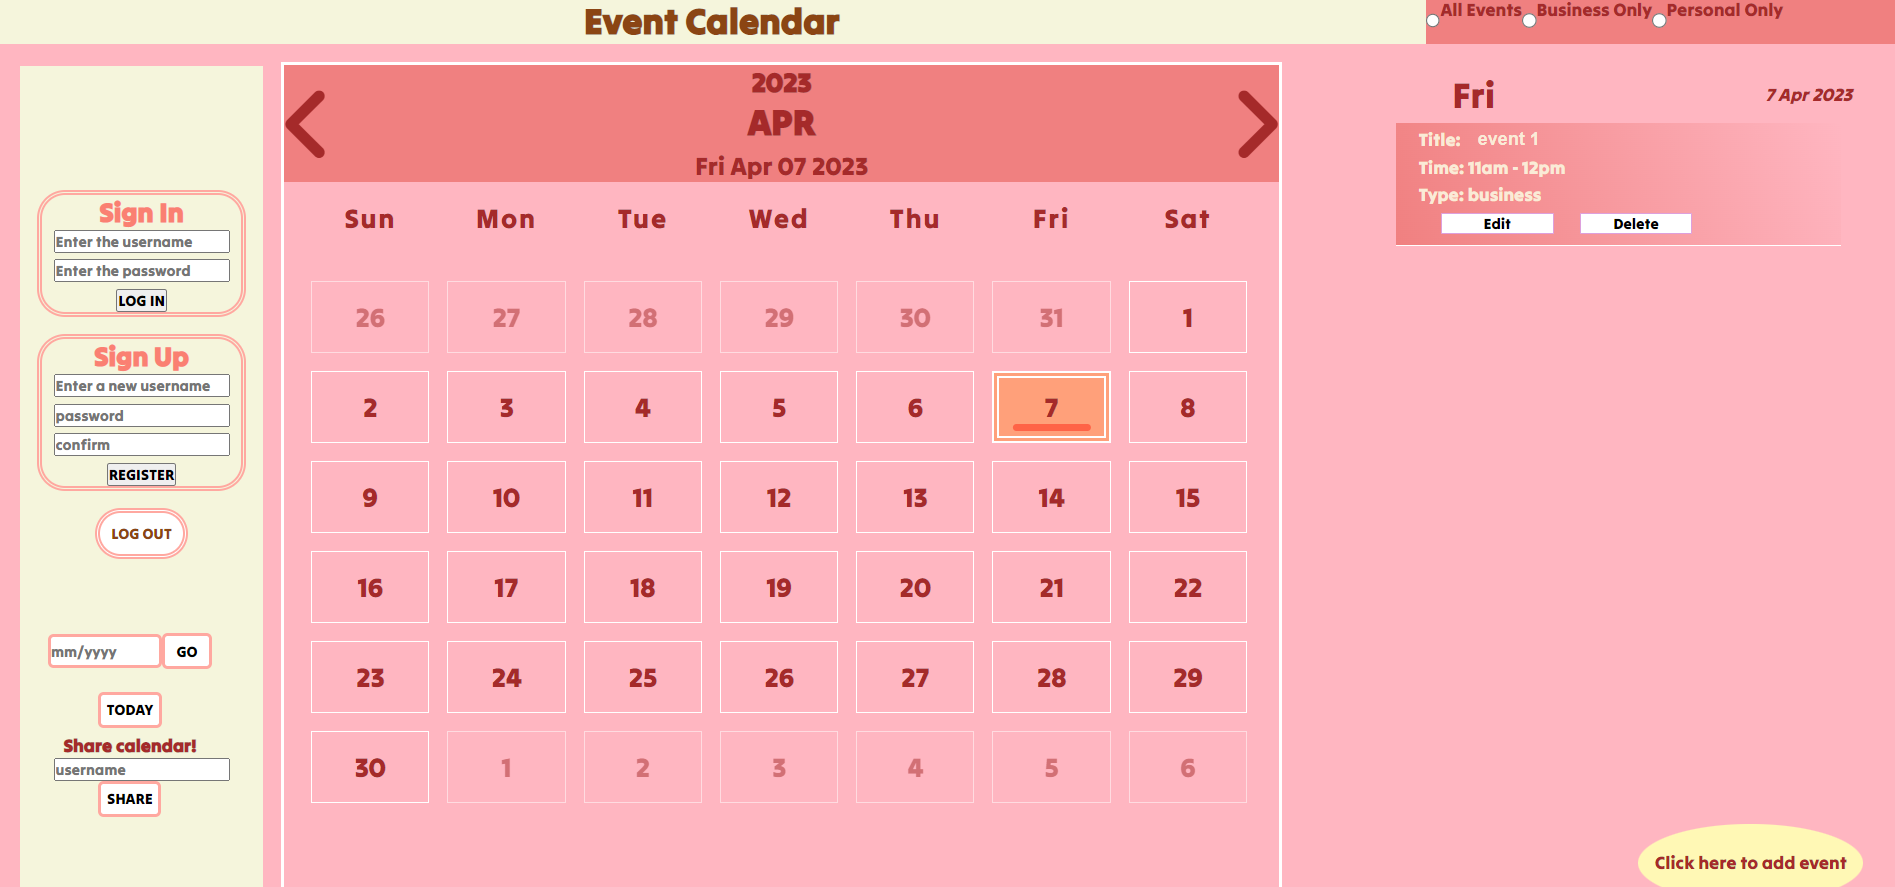 Event Calendar
All Events Business Only Personal Only
Sign In
Enter the username
Enter the password
LOG IN
Sign Up
Enter a new username
password
confirm
REGISTER
LOG OUT
mm/yyyy GO
TODAY
Share calendar!
username
SHARE
2023
APR
Fri Apr 07 2023
Sun Mon Tue Wed Thu Fri Sat
26 27 28 29 30 31 1
2 3 4 5 6 7 8
9 10 11 12 13 14 15
16 17 18 19 20 21 22
23 24 25 26 27 28 29
30 1 2 3 4 5 6
Fri 7 Apr 2023
Title: event 1
Time: 11am - 12pm
Type: business
Edit Delete
Click here to add event